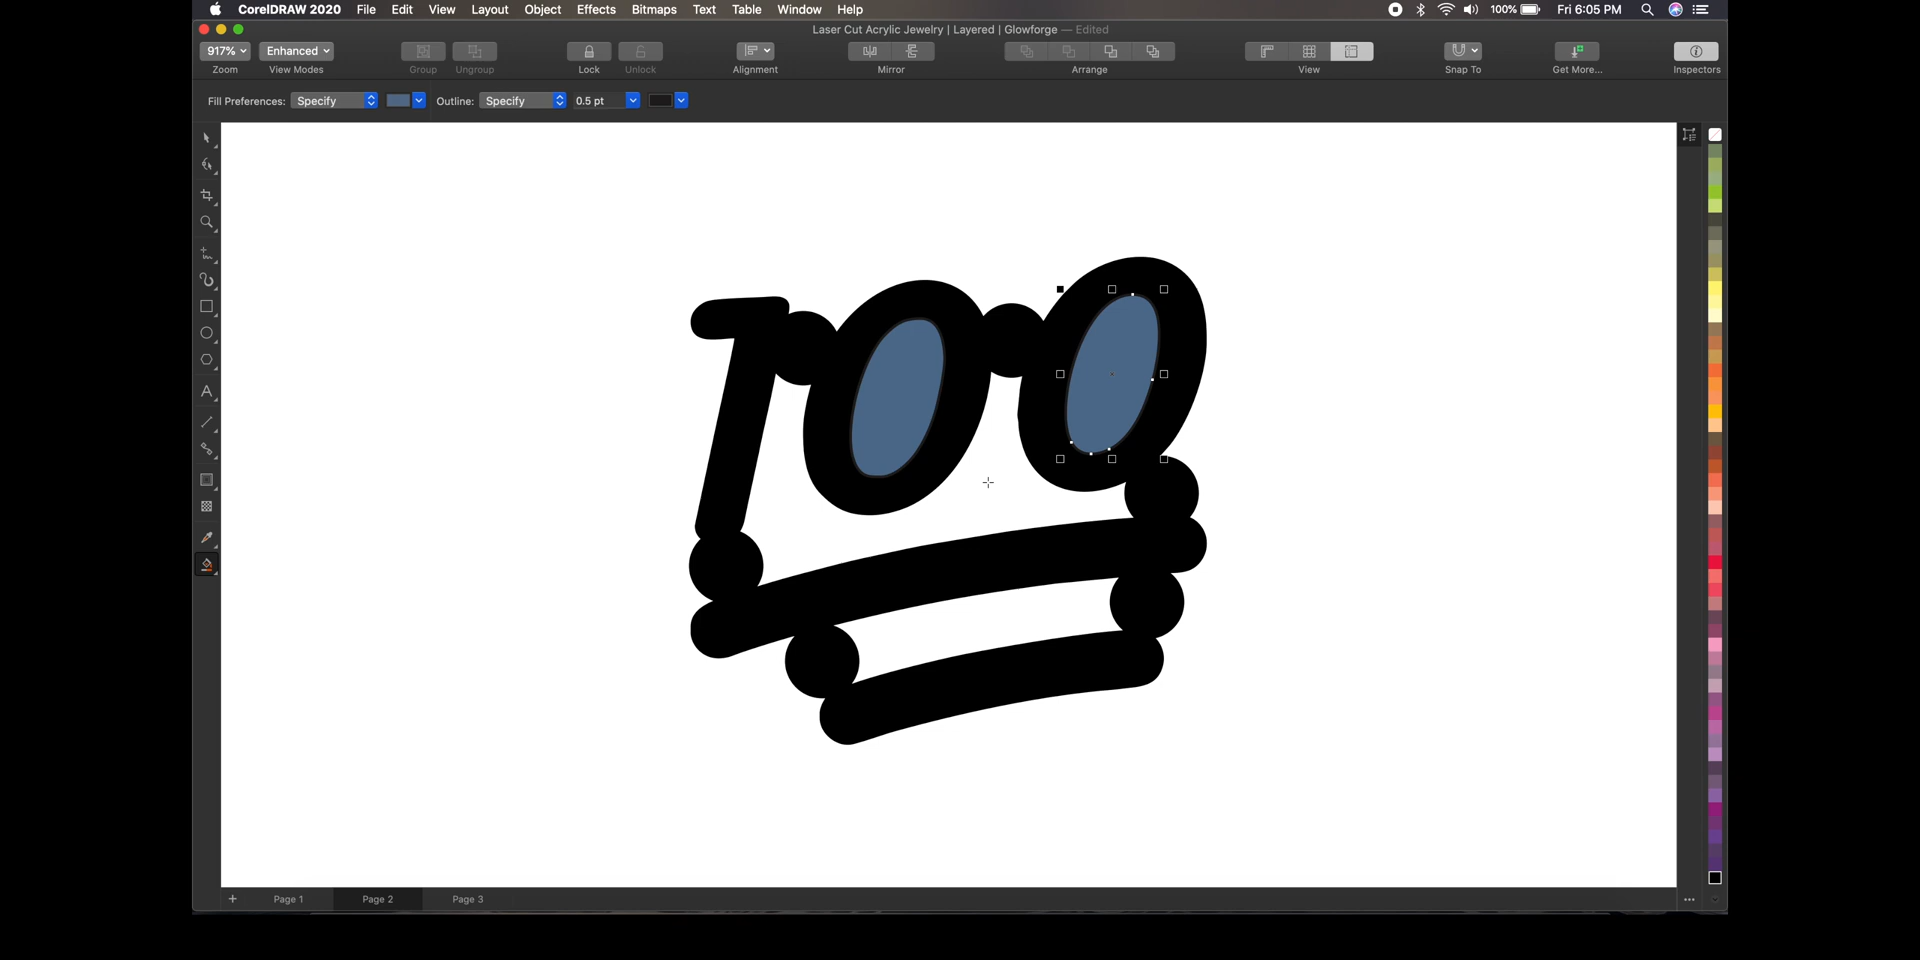 CorelDRAW 2020 File Edit View Layout Object Effects Bitmaps Text Table Window Help 100% Fri 6:05 PM
Laser Cut Acrylic Jewelry | Layered | Glowforge — Edited
917% Enhanced
Zoom View Modes Group Ungroup Lock Unlock Alignment Mirror Arrange View Snap To Get More... Inspectors
Fill Preferences: Specify Outline: Specify 0.5 pt
100
Page 1 Page 2 Page 3